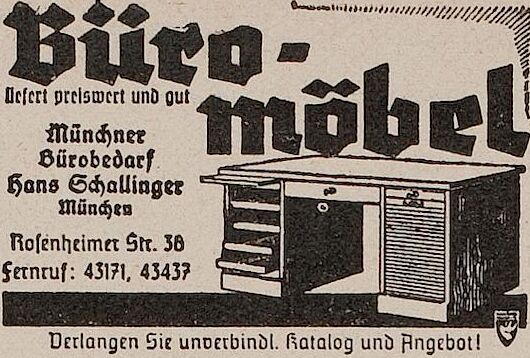 Büro-
möbel
liefert preiswert und gut
Münchner
Bürobedarf
Hans Schallinger
München
Rosenheimer Str. 38
Fernruf: 43171, 43437
Verlangen Sie unverbindl. Katalog und Angebot!